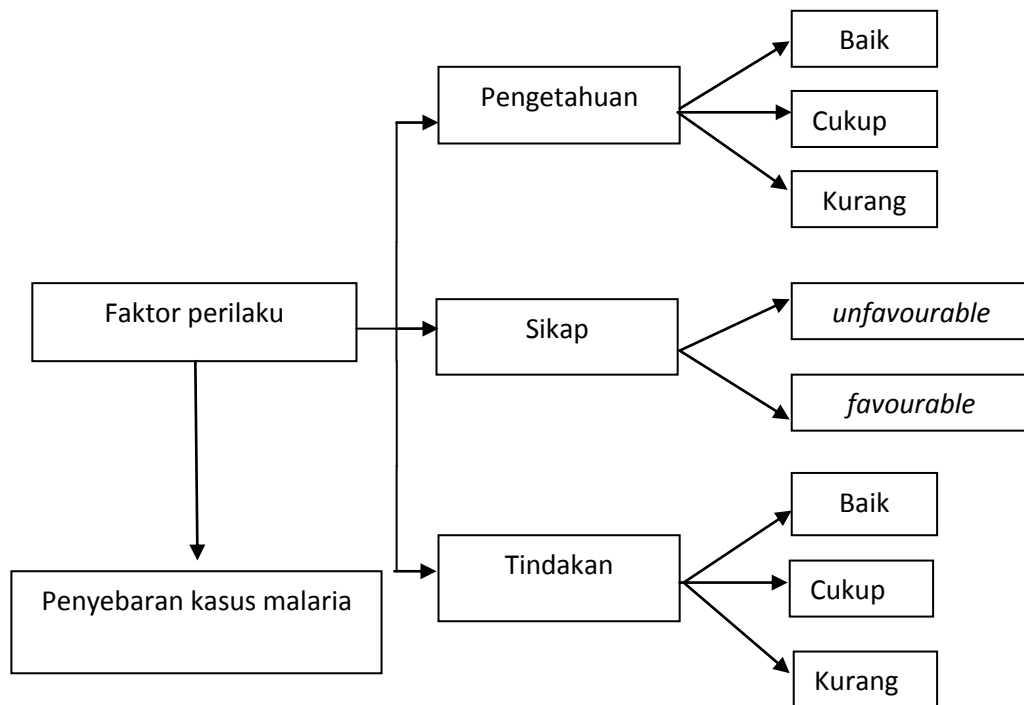 Baik
Pengetahuan
Cukup
Kurang
Faktor perilaku
Sikap
unfavourable
favourable
Baik
Tindakan
Cukup
Penyebaran kasus malaria
Kurang